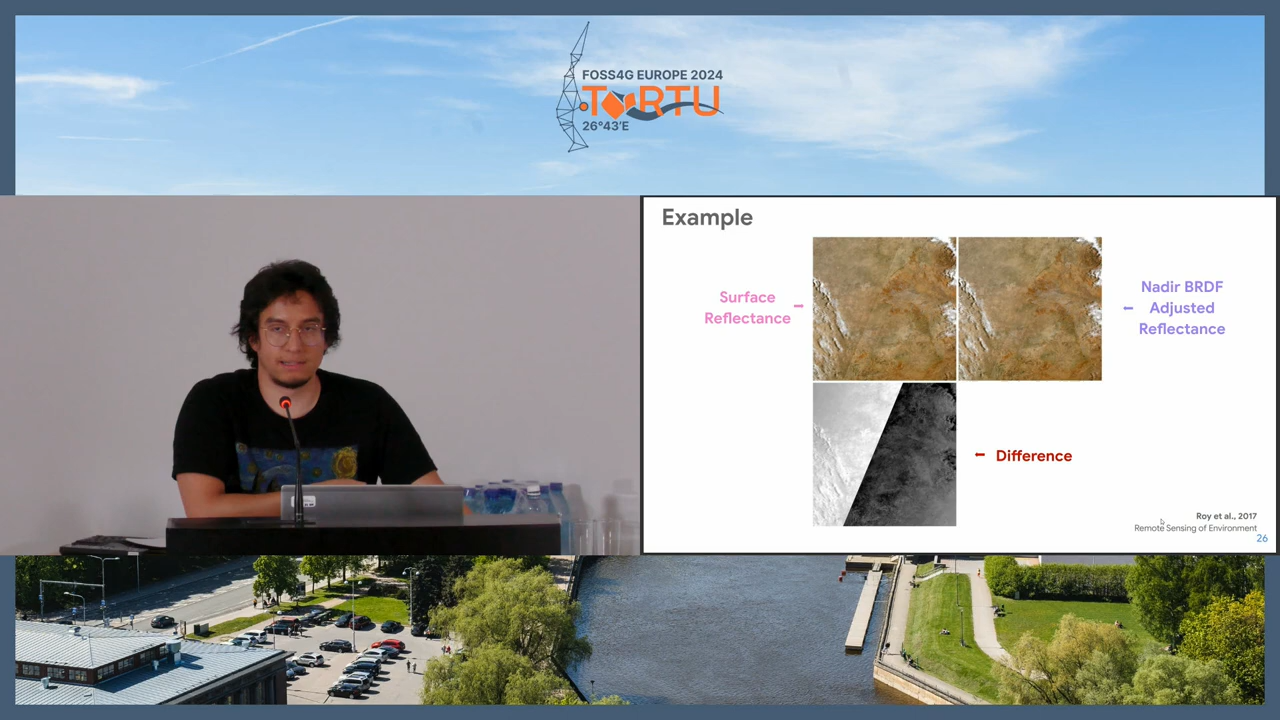 FOSS4G EUROPE 2024
TORTU
26°43'E
Example
Surface
Reflectance
Nadir BRDF
Adjusted
Reflectance
Difference
Roy et al., 2017
Remote Sensing of Environment
26